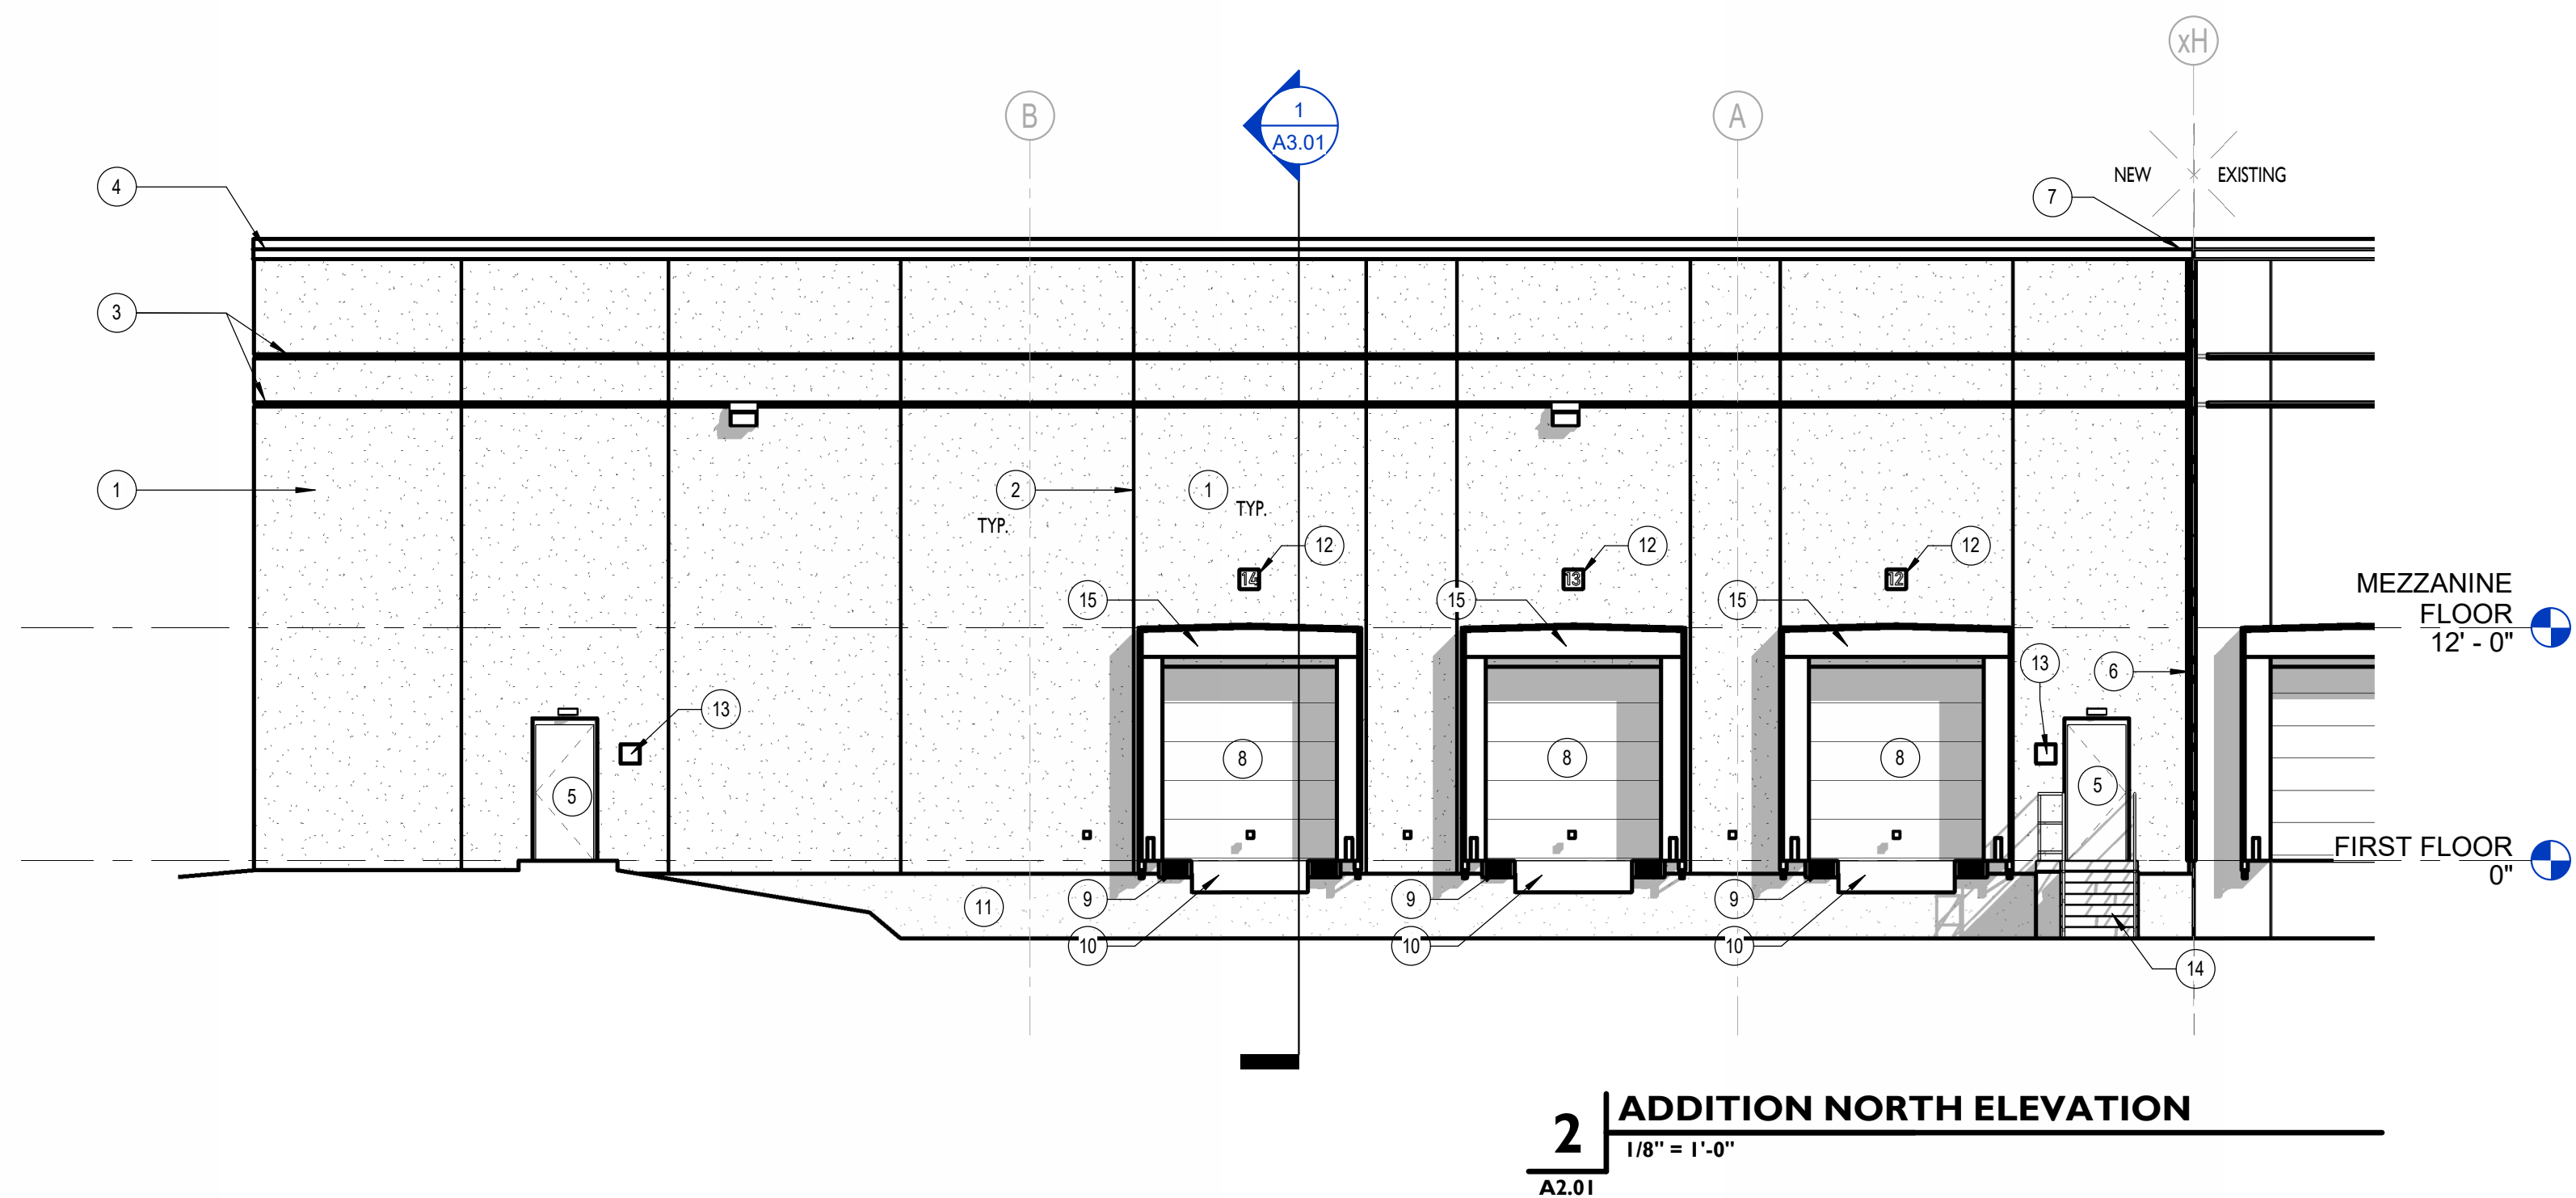 xH
B
1
A3.01
A
4
NEW
EXISTING
7
3
1
2
TYP.
1
TYP.
12
12
12
14
13
12
15
15
15
MEZZANINE
FLOOR
12' - 0"
13
6
13
8
8
8
5
5
FIRST FLOOR
0"
11
9
9
9
10
10
10
14
2
ADDITION NORTH ELEVATION
1/8" = 1'-0"
A2.01